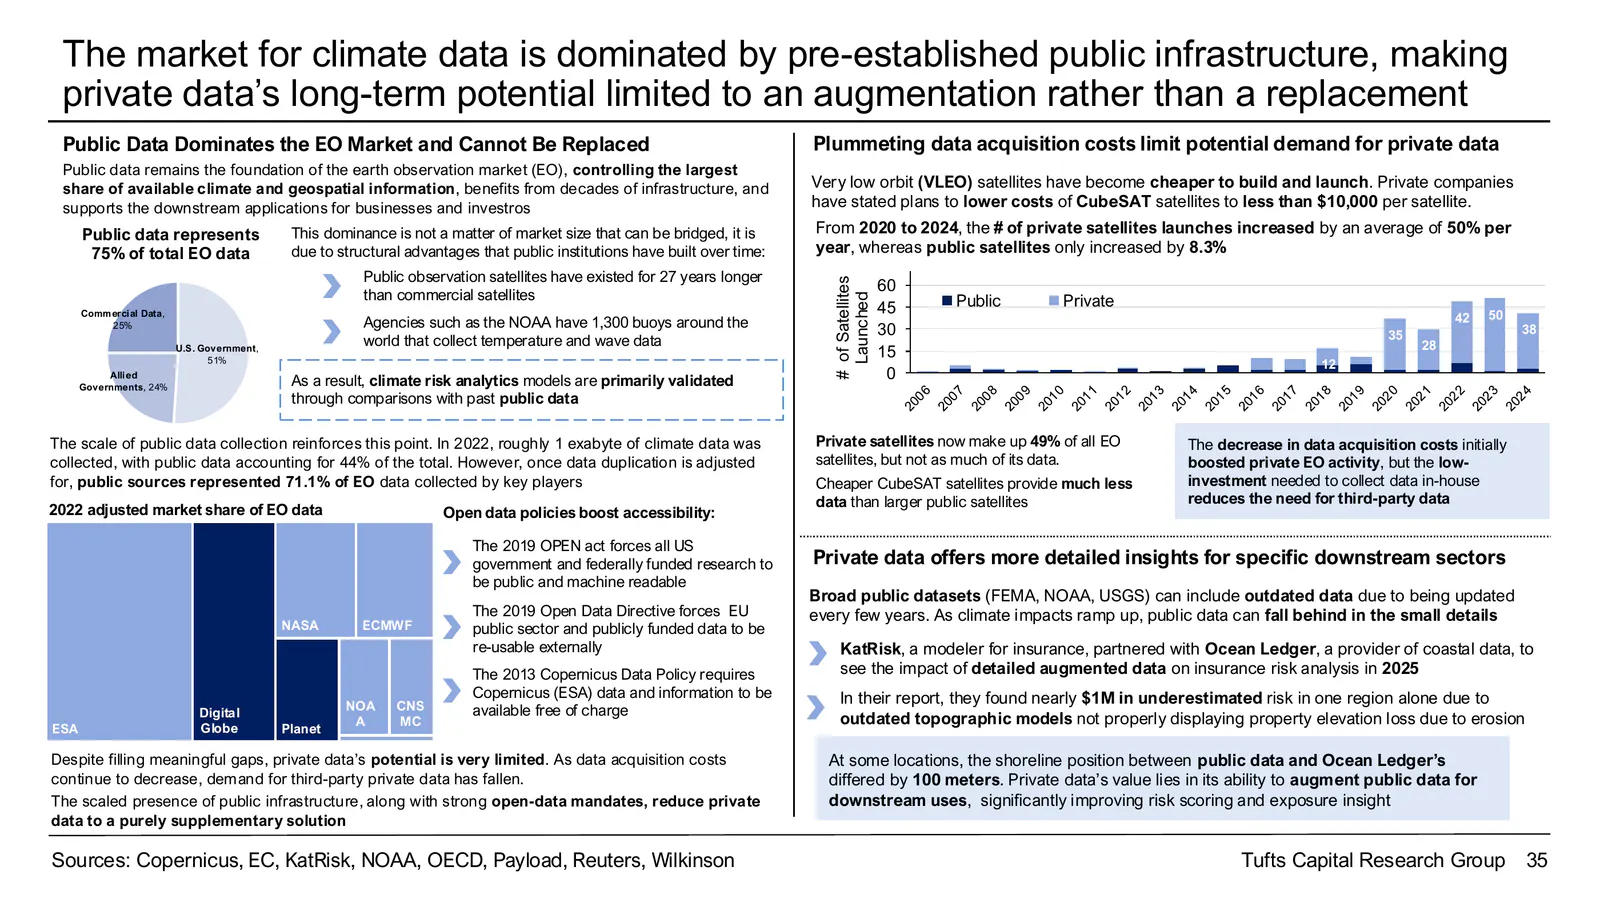 The market for climate data is dominated by pre-established public infrastructure, making
private data's long-term potential limited to an augmentation rather than a replacement
Public Data Dominates the EO Market and Cannot Be Replaced
Public data remains the foundation of the earth observation market (EO), controlling the largest
share of available climate and geospatial information, benefits from decades of infrastructure, and
supports the downstream applications for businesses and investros
Public data represents
75% of total EO data
Commercial Data,
25%
U.S. Government,
51%
Allied
Governments, 24%
This dominance is not a matter of market size that can be bridged, it is
due to structural advantages that public institutions have built over time:
Public observation satellites have existed for 27 years longer
than commercial satellites
Agencies such as the NOAA have 1,300 buoys around the
world that collect temperature and wave data
As a result, climate risk analytics models are primarily validated
through comparisons with past public data
The scale of public data collection reinforces this point. In 2022, roughly 1 exabyte of climate data was
collected, with public data accounting for 44% of the total. However, once data duplication is adjusted
for, public sources represented 71.1% of EO data collected by key players
2022 adjusted market share of EO data
ESA
Digital
Globe
NASA
ECMWF
Planet
NOA
A
CNS
MC
Open data policies boost accessibility:
The 2019 OPEN act forces all US
government and federally funded research to
be public and machine readable
The 2019 Open Data Directive forces EU
public sector and publicly funded data to be
re-usable externally
The 2013 Copernicus Data Policy requires
Copernicus (ESA) data and information to be
available free of charge
Despite filling meaningful gaps, private data's potential is very limited. As data acquisition costs
continue to decrease, demand for third-party private data has fallen.
The scaled presence of public infrastructure, along with strong open-data mandates, reduce private
data to a purely supplementary solution
Plummeting data acquisition costs limit potential demand for private data
Very low orbit (VLEO) satellites have become cheaper to build and launch. Private companies
have stated plans to lower costs of CubeSAT satellites to less than $10,000 per satellite.
From 2020 to 2024, the # of private satellites launches increased by an average of 50% per
year, whereas public satellites only increased by 8.3%
# of Satellites
Launched
60
45
30
15
0
Public
Private
12
35
28
42
50
38
2006
2007
2008
2009
2010
2011
2012
2013
2014
2015
2016
2017
2018
2019
2020
2021
2022
2023
2024
Private satellites now make up 49% of all EO
satellites, but not as much of its data.
Cheaper CubeSAT satellites provide much less
data than larger public satellites
The decrease in data acquisition costs initially
boosted private EO activity, but the low-
investment needed to collect data in-house
reduces the need for third-party data
Private data offers more detailed insights for specific downstream sectors
Broad public datasets (FEMA, NOAA, USGS) can include outdated data due to being updated
every few years. As climate impacts ramp up, public data can fall behind in the small details
KatRisk, a modeler for insurance, partnered with Ocean Ledger, a provider of coastal data, to
see the impact of detailed augmented data on insurance risk analysis in 2025
In their report, they found nearly $1M in underestimated risk in one region alone due to
outdated topographic models not properly displaying property elevation loss due to erosion
At some locations, the shoreline position between public data and Ocean Ledger's
differed by 100 meters. Private data's value lies in its ability to augment public data for
downstream uses, significantly improving risk scoring and exposure insight
Sources: Copernicus, EC, KatRisk, NOAA, OECD, Payload, Reuters, Wilkinson
Tufts Capital Research Group 35